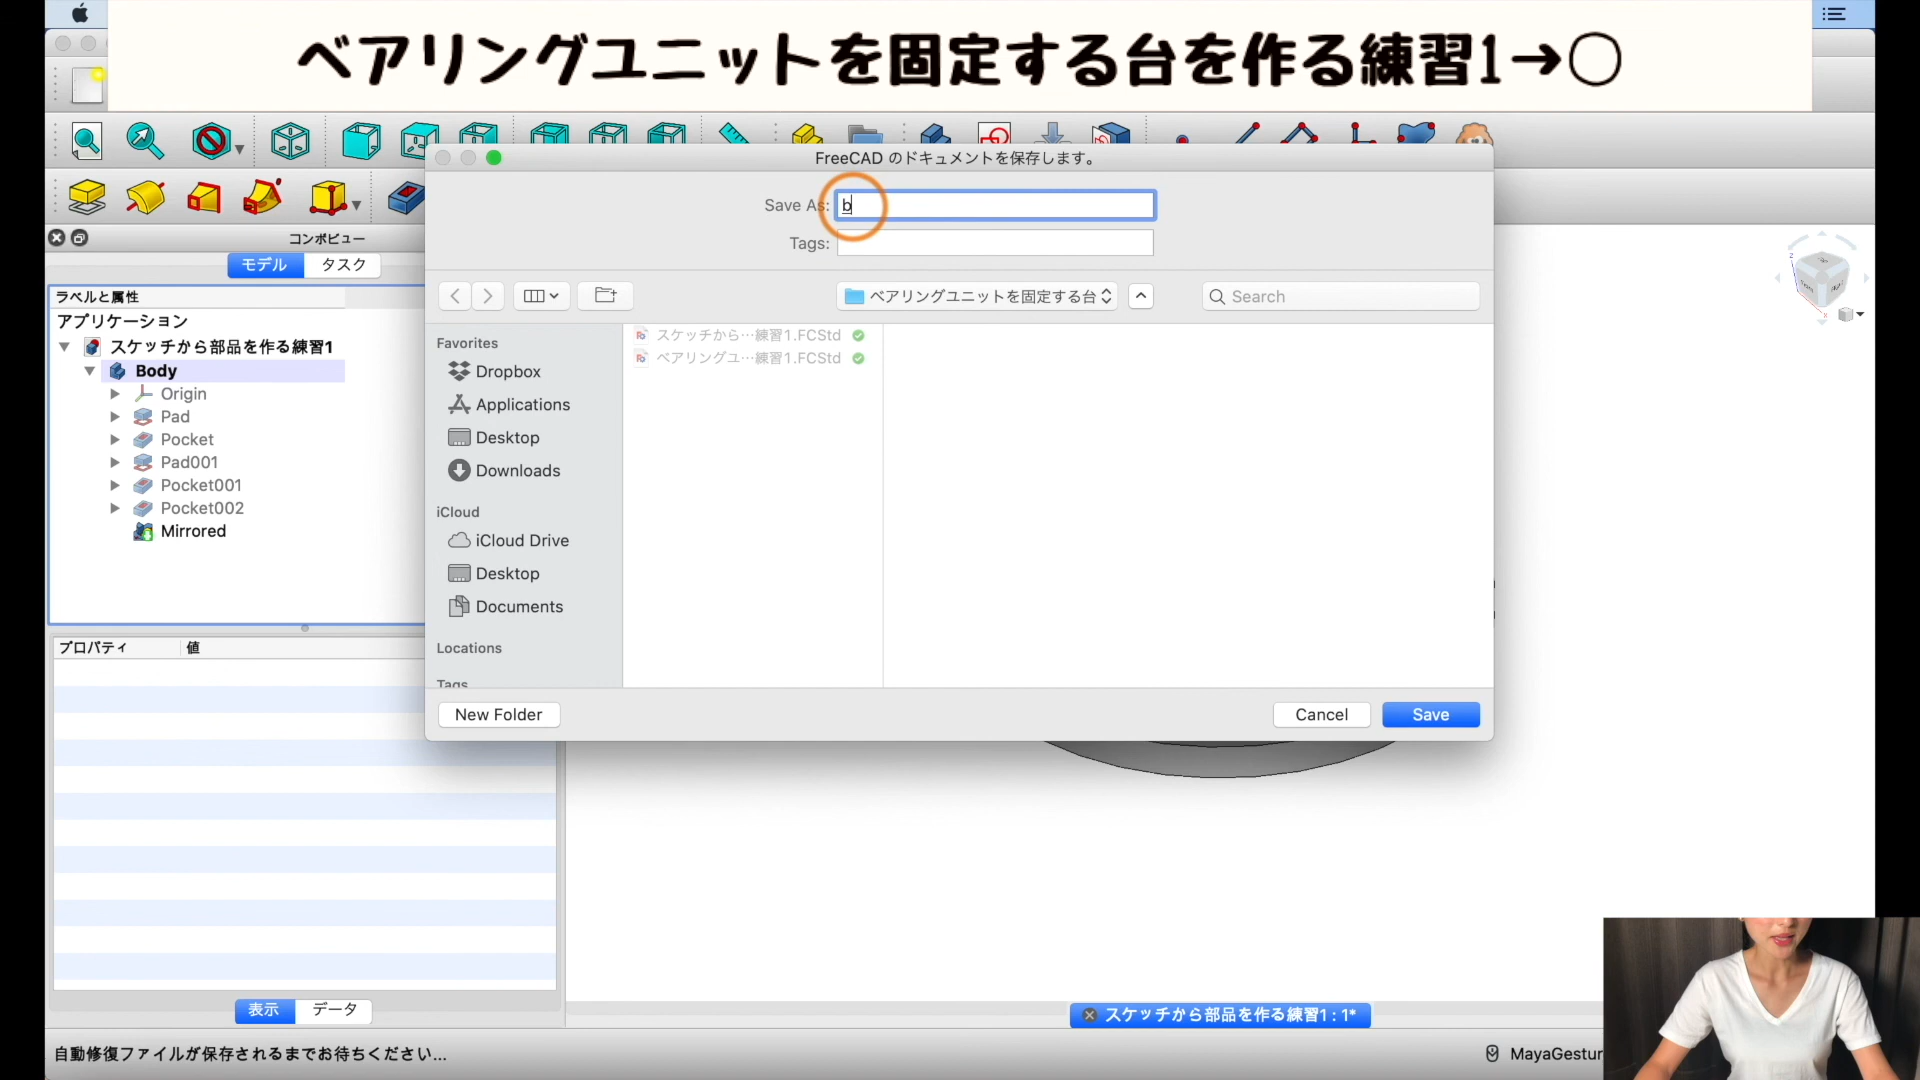 ベアリングユニットを固定する台を作る練習1→○
FreeCAD のドキュメントを保存します。
Save As:
b
Tags:
コンボビュー
モデル
タスク
ベアリングユニットを固定する台
Search
ラベルと属性
アプリケーション
スケッチから部品を作る練習1
Body
Origin
Pad
Pocket
Pad001
Pocket001
Pocket002
Mirrored
Favorites
Dropbox
Applications
Desktop
Downloads
iCloud
iCloud Drive
Desktop
Documents
Locations
Tags
スケッチから…練習1.FCStd
ベアリングユ…練習1.FCStd
プロパティ
値
New Folder
Cancel
Save
表示
データ
スケッチから部品を作る練習1 : 1*
自動修復ファイルが保存されるまでお待ちください...
MayaGestur